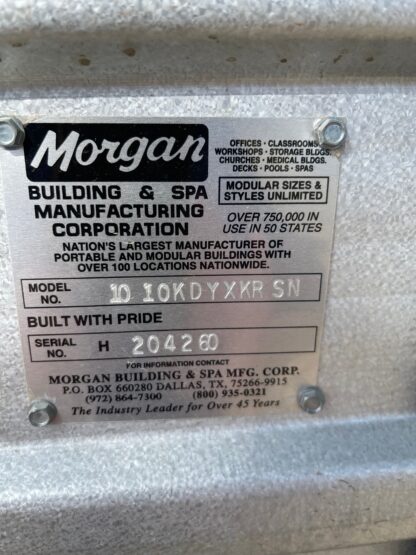 Morgan
BUILDING & SPA
MANUFACTURING
CORPORATION
OFFICES · CLASSROOMS
WORKSHOPS · STORAGE BLDGS.
CHURCHES · MEDICAL BLDGS.
DECKS · POOLS · SPAS
MODULAR SIZES &
STYLES UNLIMITED
OVER 750,000 IN
USE IN 50 STATES
NATION'S LARGEST MANUFACTURER OF
PORTABLE AND MODULAR BUILDINGS WITH
OVER 100 LOCATIONS NATIONWIDE.
MODEL NO. 10 10KDYXKR SN
BUILT WITH PRIDE
SERIAL NO. H
FOR INFORMATION CONTACT
MORGAN BUILDING & SPA MFG. CORP.
P.O. BOX 660280 DALLAS, TX, 75266-9915
(972) 864-7300 (800) 935-0321
The Industry Leader for Over 45 Years